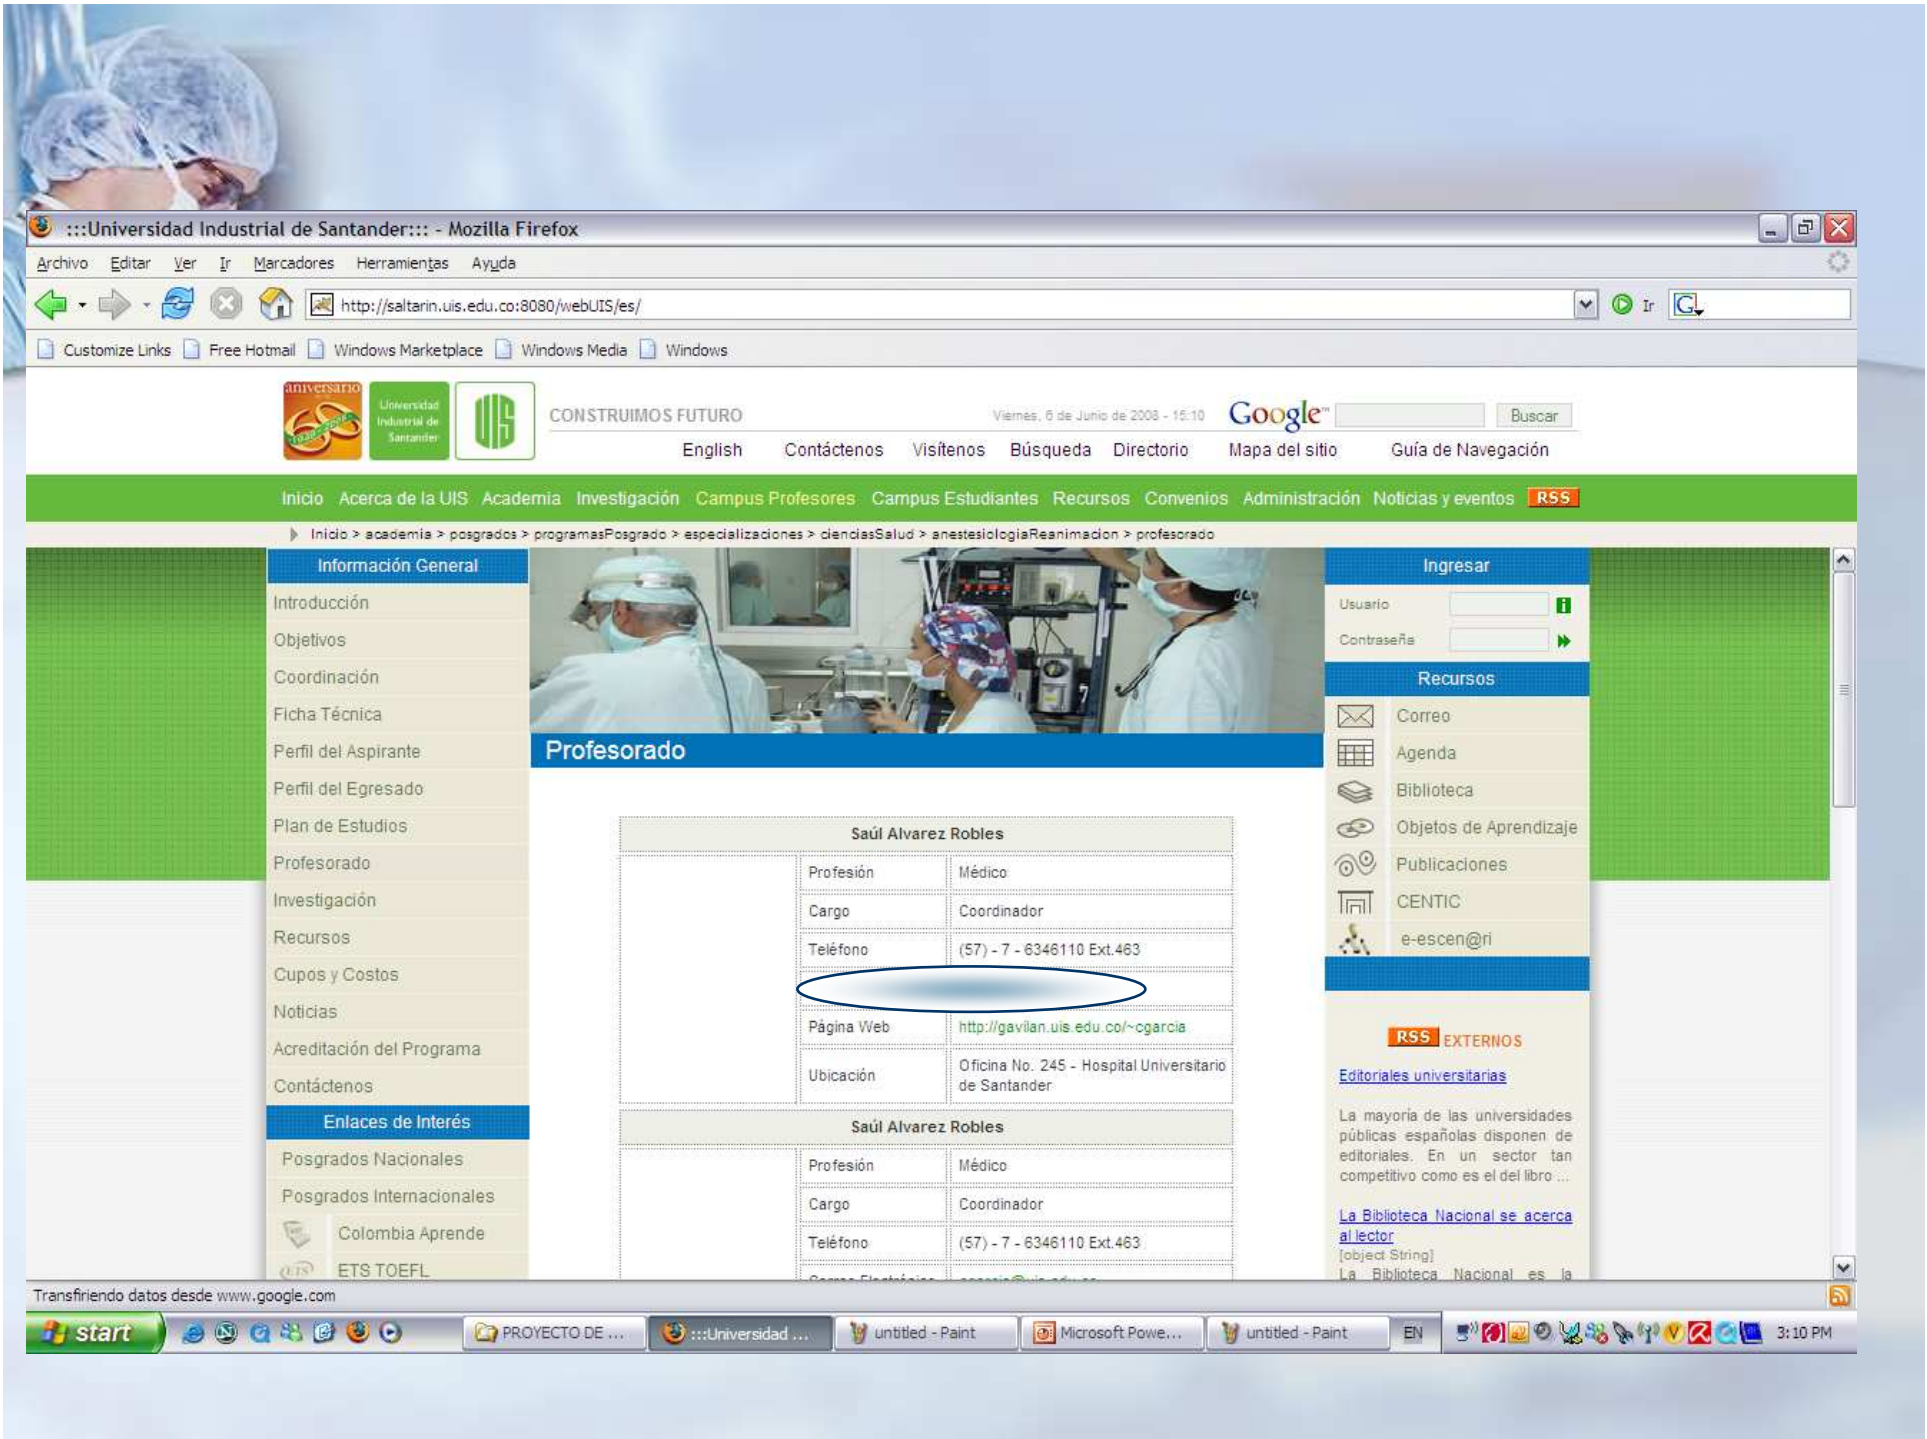 :::Universidad Industrial de Santander::: - Mozilla Firefox
Archivo Editar Ver Ir Marcadores Herramientas Ayuda
http://saltarin.uis.edu.co:8080/webUIS/es/
Ir
Customize Links Free Hotmail Windows Marketplace Windows Media Windows
aniversario
Universidad
Industrial de
Santander
UIS
CONSTRUIMOS FUTURO
Viernes, 6 de Junio de 2008 - 15:10
Google
Buscar
English Contáctenos Visítenos Búsqueda Directorio Mapa del sitio Guía de Navegación
Inicio Acerca de la UIS Academia Investigación Campus Profesores Campus Estudiantes Recursos Convenios Administración Noticias y eventos RSS
Inicio > academia > posgrados > programasPosgrado > especializaciones > cienciasSalud > anestesiologiaReanimacion > profesorado
Información General
Introducción
Objetivos
Coordinación
Ficha Técnica
Perfil del Aspirante
Perfil del Egresado
Plan de Estudios
Profesorado
Investigación
Recursos
Cupos y Costos
Noticias
Acreditación del Programa
Contáctenos
Enlaces de Interés
Posgrados Nacionales
Posgrados Internacionales
Colombia Aprende
ETS TOEFL
Profesorado
Saúl Alvarez Robles
Profesión Médico
Cargo Coordinador
Teléfono (57) - 7 - 6346110 Ext.463
Página Web http://gavilan.uis.edu.co/~cgarcia
Ubicación Oficina No. 245 - Hospital Universitario
de Santander
Saúl Alvarez Robles
Profesión Médico
Cargo Coordinador
Teléfono (57) - 7 - 6346110 Ext.463
Ingresar
Usuario
Contraseña
Recursos
Correo
Agenda
Biblioteca
Objetos de Aprendizaje
Publicaciones
CENTIC
e-escen@ri
RSS EXTERNOS
Editoriales universitarias
La mayoría de las universidades
públicas españolas disponen de
editoriales. En un sector tan
competitivo como es el del libro ...
La Biblioteca Nacional se acerca
al lector
[object String]
La Biblioteca Nacional es la
Transfiriendo datos desde www.google.com
start PROYECTO DE ... :::Universidad ... untitled - Paint Microsoft Powe... untitled - Paint EN 3:10 PM